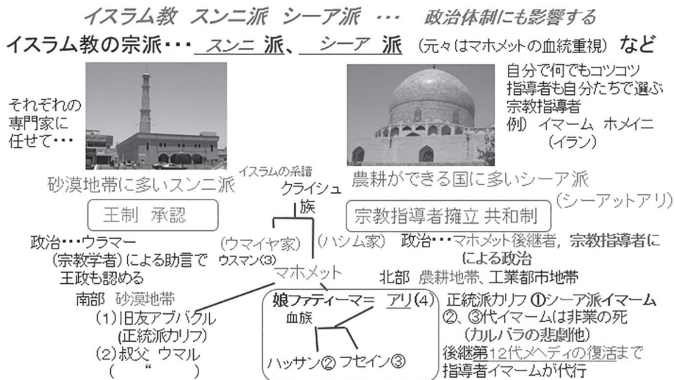 イスラム教 スンニ派 シーア派 … 政治体制にも影響する
イスラム教の宗派…スンニ 派、 シーア 派 (元々はマホメットの血統重視) など
それぞれの
専門家に
任せて…
自分で何でもコツコツ
指導者も自分たちで選ぶ
宗教指導者
例) イマーム ホメイニ
(イラン)
砂漠地帯に多いスンニ派
イスラムの系譜
クライシュ
族
農耕ができる国に多いシーア派
(シーアットアリ)
王制 承認
宗教指導者擁立 共和制
政治…ウラマー
(宗教学者)による助言で
王政も認める
(ウマイヤ家)
ウスマン(3)
(ハシム家)
マホメット
政治…マホメット後継者, 宗教指導者に
による政治
北部 農耕地帯、工業都市地帯
南部 砂漠地帯
(1)旧友アブバクル
(正統派カリフ)
(2)叔父 ウマル
( “ )
娘ファティーマ= アリ(4)
血族
ハッサン② フセイン③
正統派カリフ ①シーア派イマーム
②、③代イマームは非業の死
(カルバラの悲劇他)
後継第12代メヘディの復活まで
指導者イマームが代行